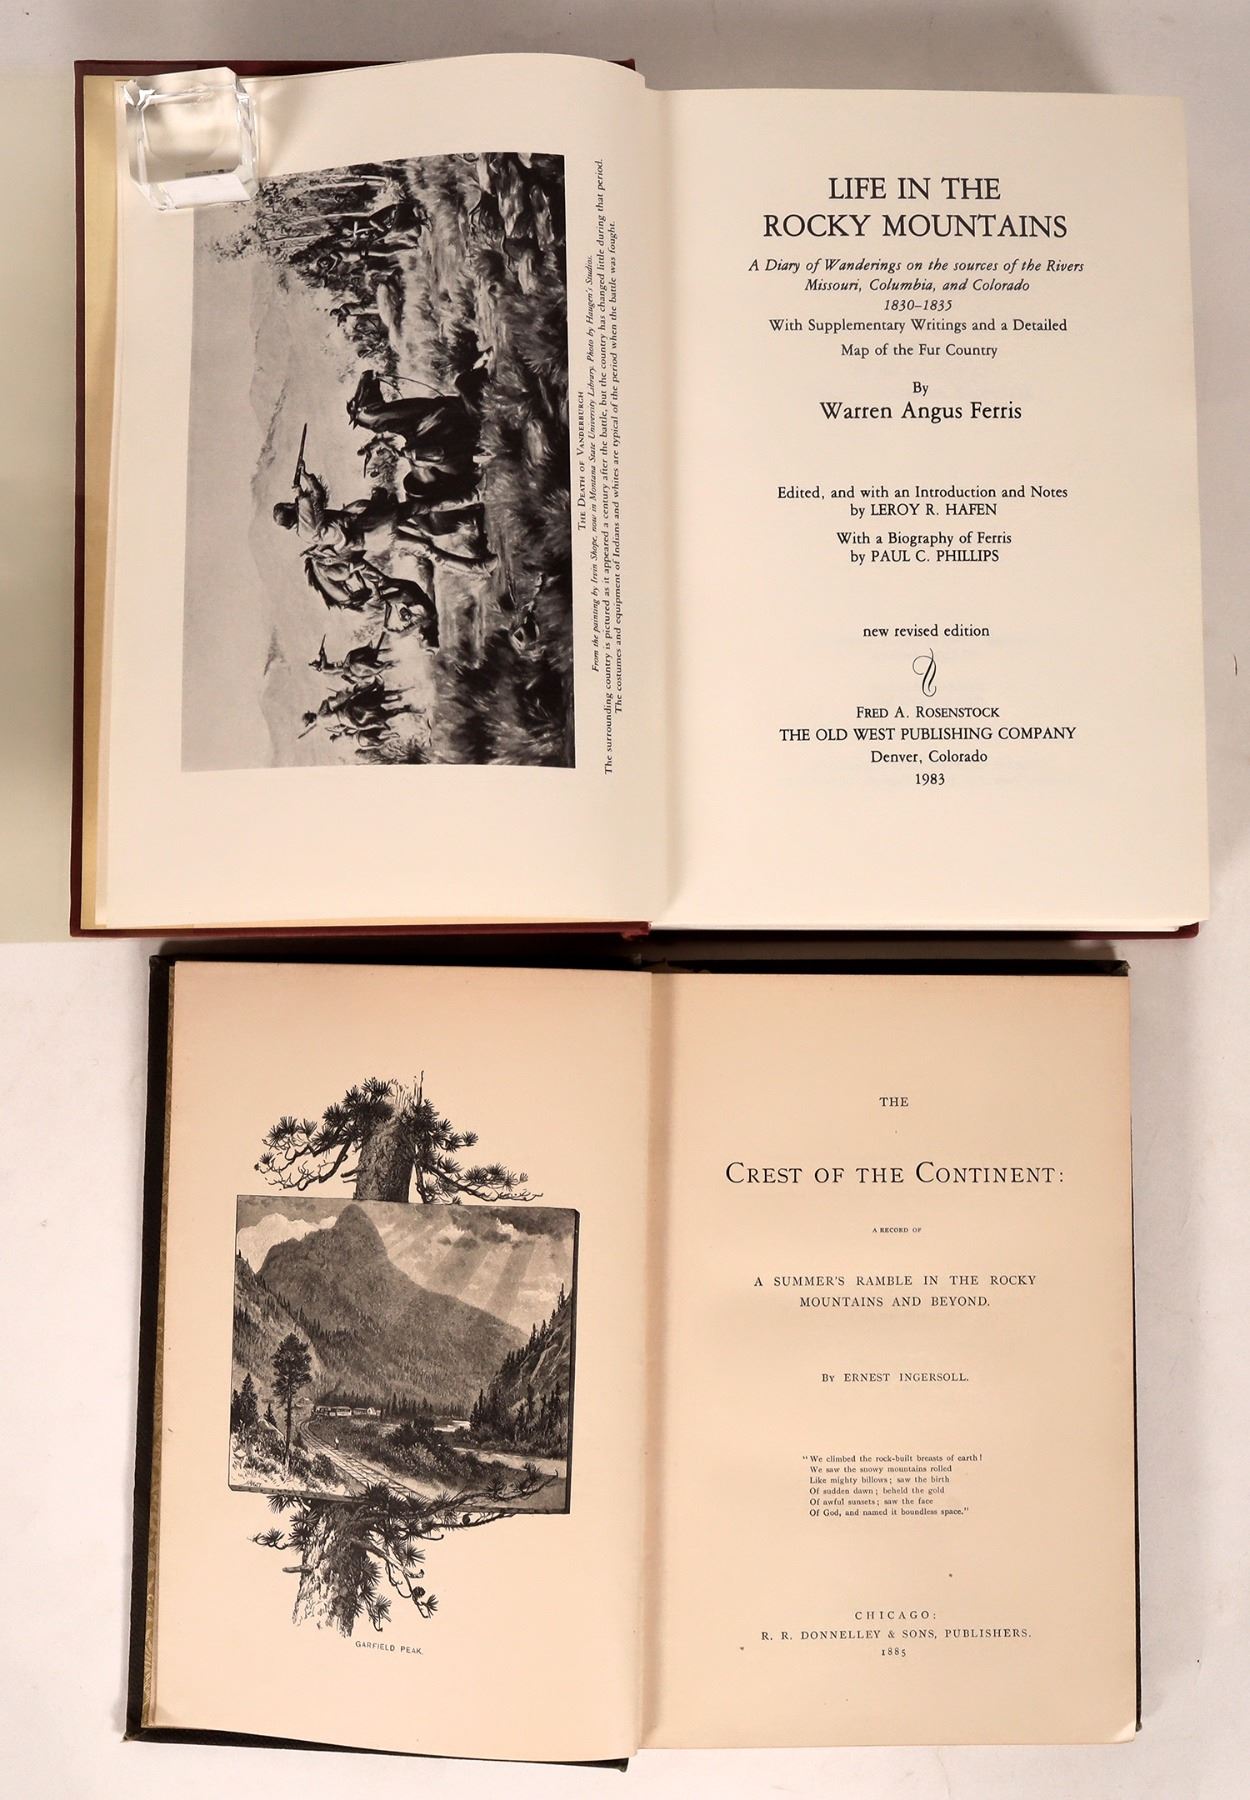 THE DEATH OF VANDERBURGH
From the painting by Irvin Shope, now in Montana State University Library. Photo by Haugen's Studios.
The surrounding country is pictured as it appeared a century after the battle, but the country has changed little during that period.
The costumes and equipment of Indians and whites are typical of the period when the battle was fought.
LIFE IN THE
ROCKY MOUNTAINS
A Diary of Wanderings on the sources of the Rivers
Missouri, Columbia, and Colorado
1830–1835
With Supplementary Writings and a Detailed
Map of the Fur Country
By
Warren Angus Ferris
Edited, and with an Introduction and Notes
by LEROY R. HAFEN
With a Biography of Ferris
by PAUL C. PHILLIPS
new revised edition
FRED A. ROSENSTOCK
THE OLD WEST PUBLISHING COMPANY
Denver, Colorado
1983
GARFIELD PEAK.
THE
CREST OF THE CONTINENT:
A RECORD OF
A SUMMER'S RAMBLE IN THE ROCKY
MOUNTAINS AND BEYOND.
BY ERNEST INGERSOLL.
"We climbed the rock-built breasts of earth!
We saw the snowy mountains rolled
Like mighty billows; saw the birth
Of sudden dawn; beheld the gold
Of awful sunsets; saw the face
Of God, and named it boundless space."
CHICAGO:
R. R. DONNELLEY & SONS, PUBLISHERS.
1885